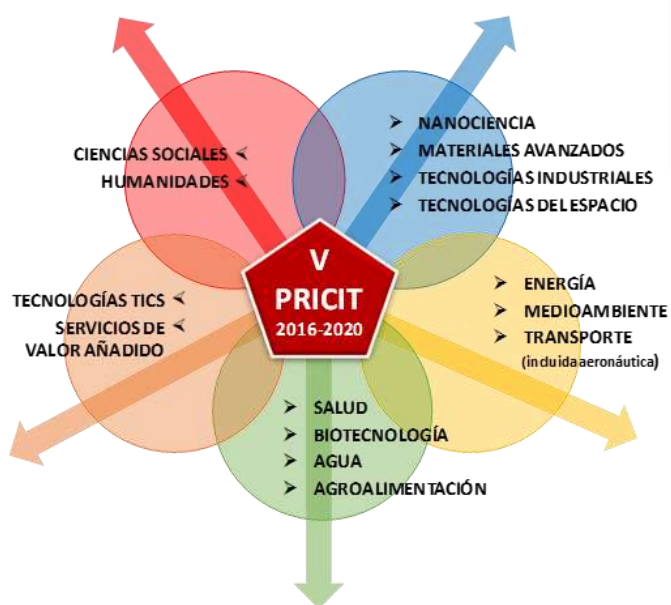 CIENCIAS SOCIALES
HUMANIDADES
NANOCIENCIA
MATERIALES AVANZADOS
TECNOLOGÍAS INDUSTRIALES
TECNOLOGÍAS DEL ESPACIO
V
PRICIT
2016-2020
TECNOLOGÍAS TICS
SERVICIOS DE
VALOR AÑADIDO
ENERGÍA
MEDIOAMBIENTE
TRANSPORTE
(incluida aeronáutica)
SALUD
BIOTECNOLOGÍA
AGUA
AGROALIMENTACIÓN